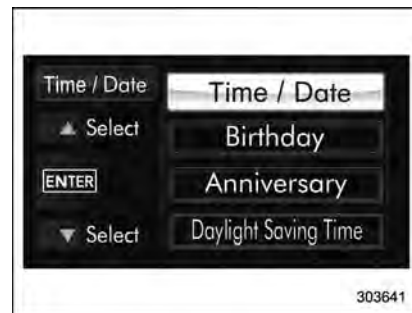 Time / Date
▲ Select
ENTER
▼ Select
Time / Date
Birthday
Anniversary
Daylight Saving Time
303641